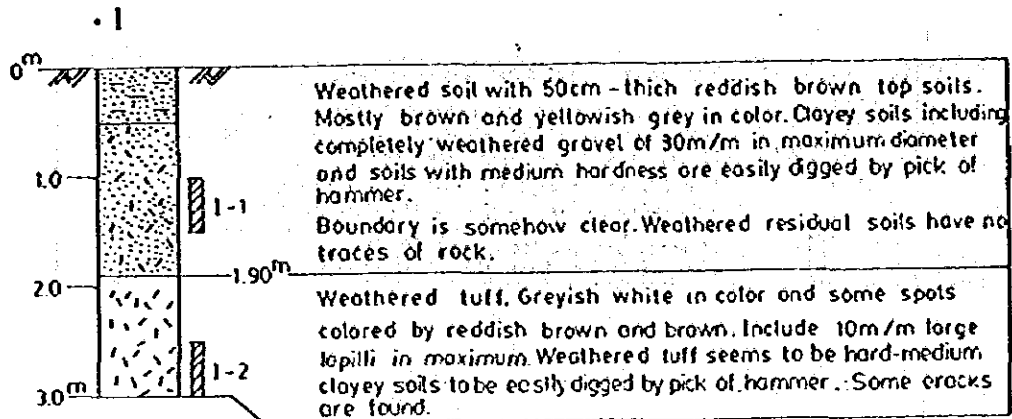 · 1
0m
Weathered soil with 50cm-thich reddish brown top soils.
Mostly brown and yellowish grey in color. Clayey soils including
completely weathered gravel of 30m/m in maximum diameter
1.0
and soils with medium hardness are easily digged by pick of
hammer.
1-1
Boundary is somehow clear. Weathered residual soils have no
traces of rock.
1.90m
2.0
Weathered tuff. Greyish white in color and some spots
colored by reddish brown and brown. Include 10m/m large
lapilli in maximum. Weathered tuff seems to be hard-medium
1-2
clayey soils to be easily digged by pick of hammer. Some cracks
3.0m
are found.